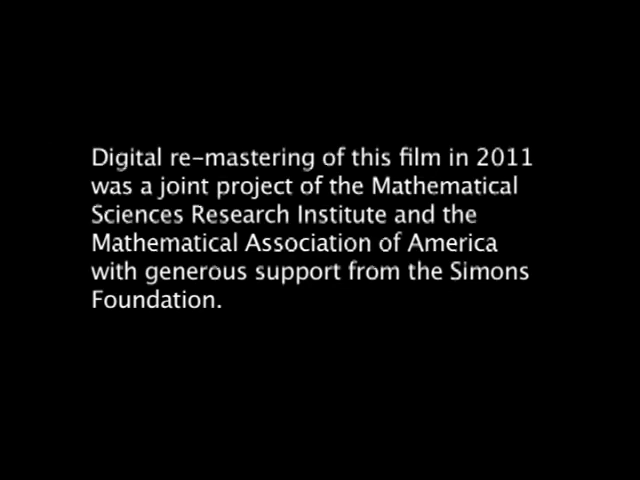 Digital re-mastering of this film in 2011
was a joint project of the Mathematical
Sciences Research Institute and the
Mathematical Association of America
with generous support from the Simons
Foundation.